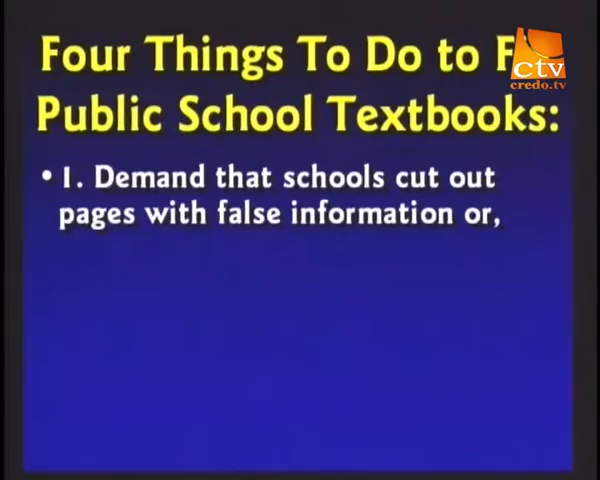 Four Things To Do to F
Public School Textbooks:
• 1. Demand that schools cut out
pages with false information or,
ctv
credo.tv